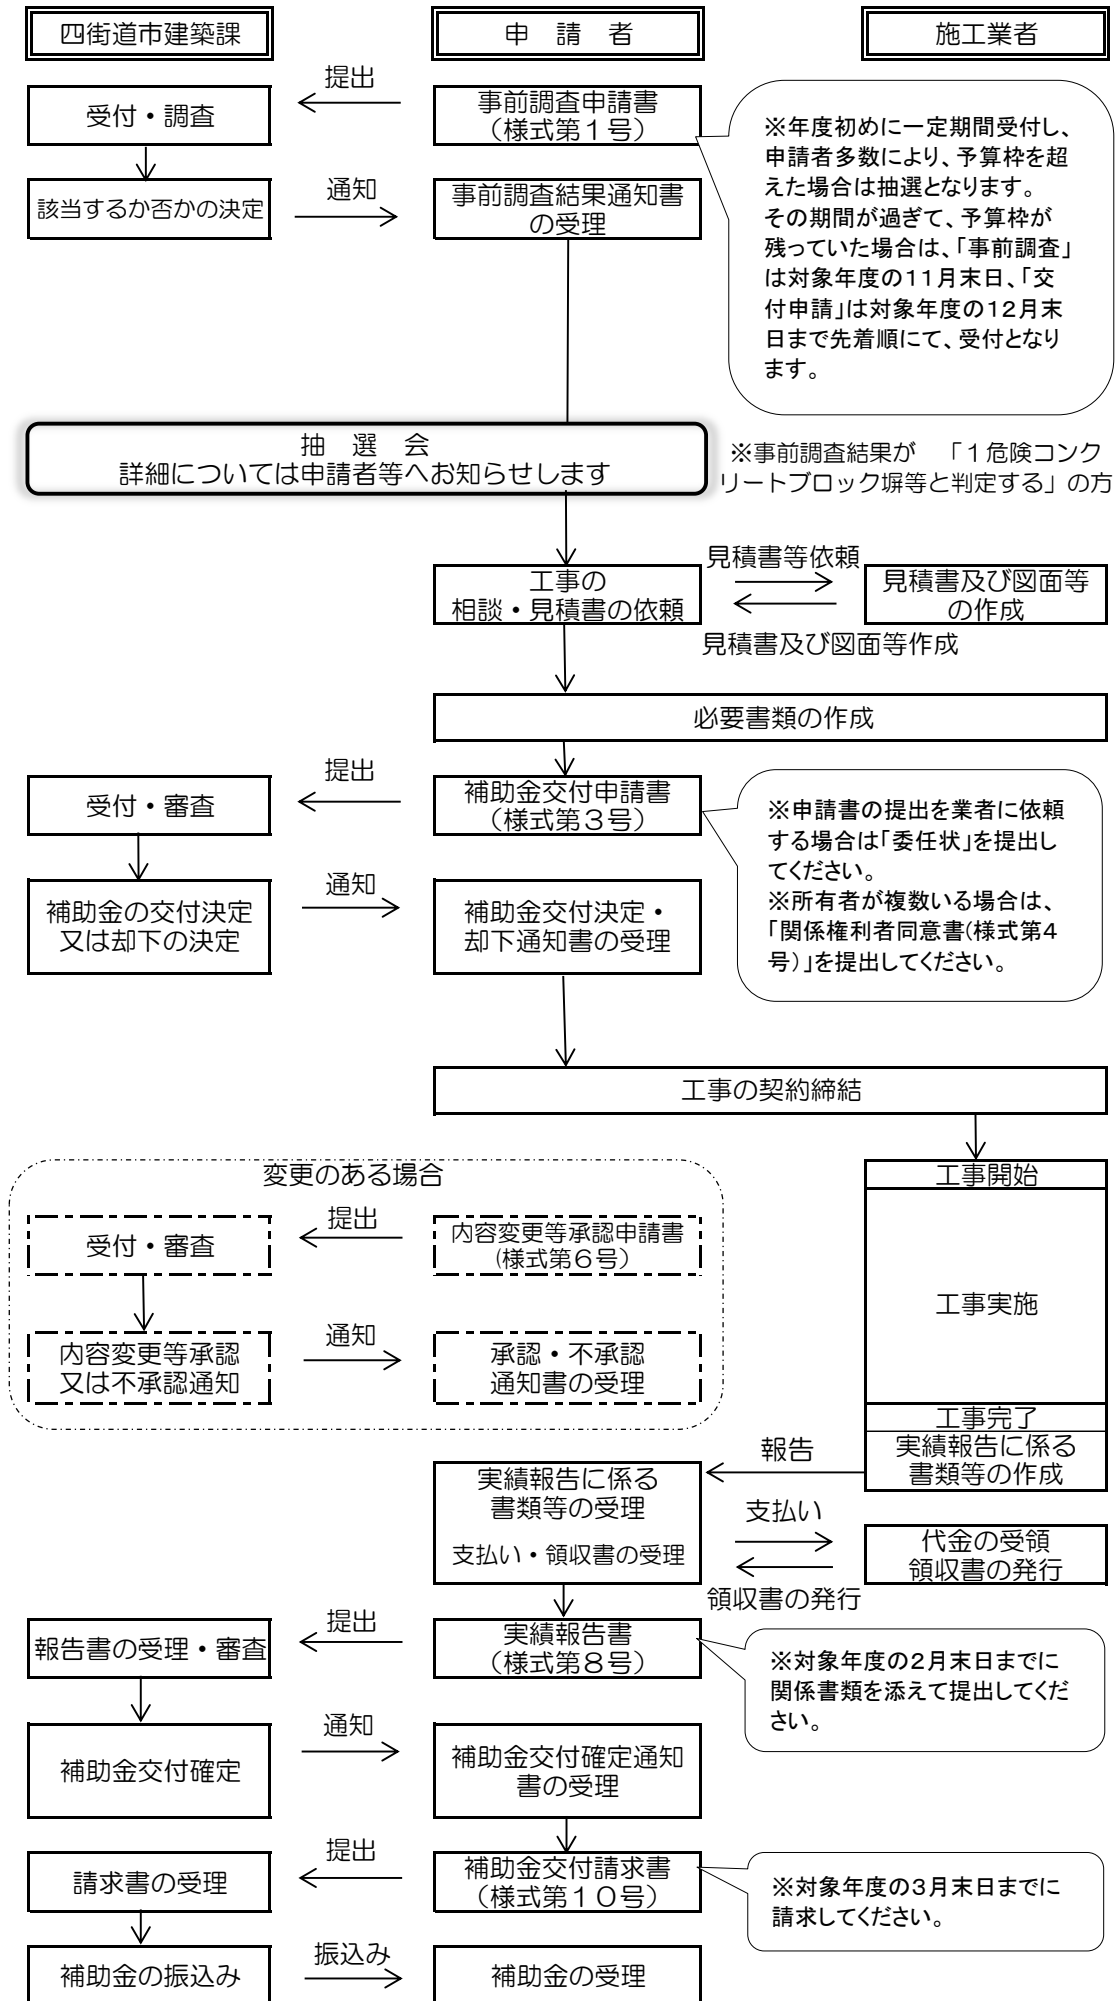 四街道市建築課
申 請 者
施工業者
提出
受付・調査
事前調査申請書
（様式第１号）
※年度初めに一定期間受付し、
申請者多数により、予算枠を超
えた場合は抽選となります。
その期間が過ぎて、予算枠が
残っていた場合は、「事前調査」
は対象年度の11月末日、「交
付申請」は対象年度の12月末
日まで先着順にて、受付となり
ます。
該当するか否かの決定
通知
事前調査結果通知書
の受理
抽 選 会
詳細については申請者等へお知らせします
※事前調査結果が 「１危険コンク
リートブロック塀等と判定する」の方
工事の
相談・見積書の依頼
見積書等依頼
見積書及び図面等
の作成
見積書及び図面等作成
必要書類の作成
受付・審査
提出
補助金交付申請書
（様式第３号）
※申請書の提出を業者に依頼
する場合は「委任状」を提出し
てください。
※所有者が複数いる場合は、
「関係権利者同意書(様式第4
号)」を提出してください。
補助金の交付決定
又は却下の決定
通知
補助金交付決定・
却下通知書の受理
工事の契約締結
変更のある場合
受付・審査
提出
内容変更等承認申請書
（様式第６号）
内容変更等承認
又は不承認通知
通知
承認・不承認
通知書の受理
工事開始
工事実施
工事完了
実績報告に係る
書類等の作成
報告
実績報告に係る
書類等の受理
支払い・領収書の受理
支払い
代金の受領
領収書の発行
領収書の発行
報告書の受理・審査
提出
実績報告書
（様式第８号）
※対象年度の2月末日までに
関係書類を添えて提出してくだ
さい。
補助金交付確定
通知
補助金交付確定通知
書の受理
請求書の受理
提出
補助金交付請求書
（様式第１０号）
※対象年度の3月末日までに
請求してください。
補助金の振込み
振込み
補助金の受理